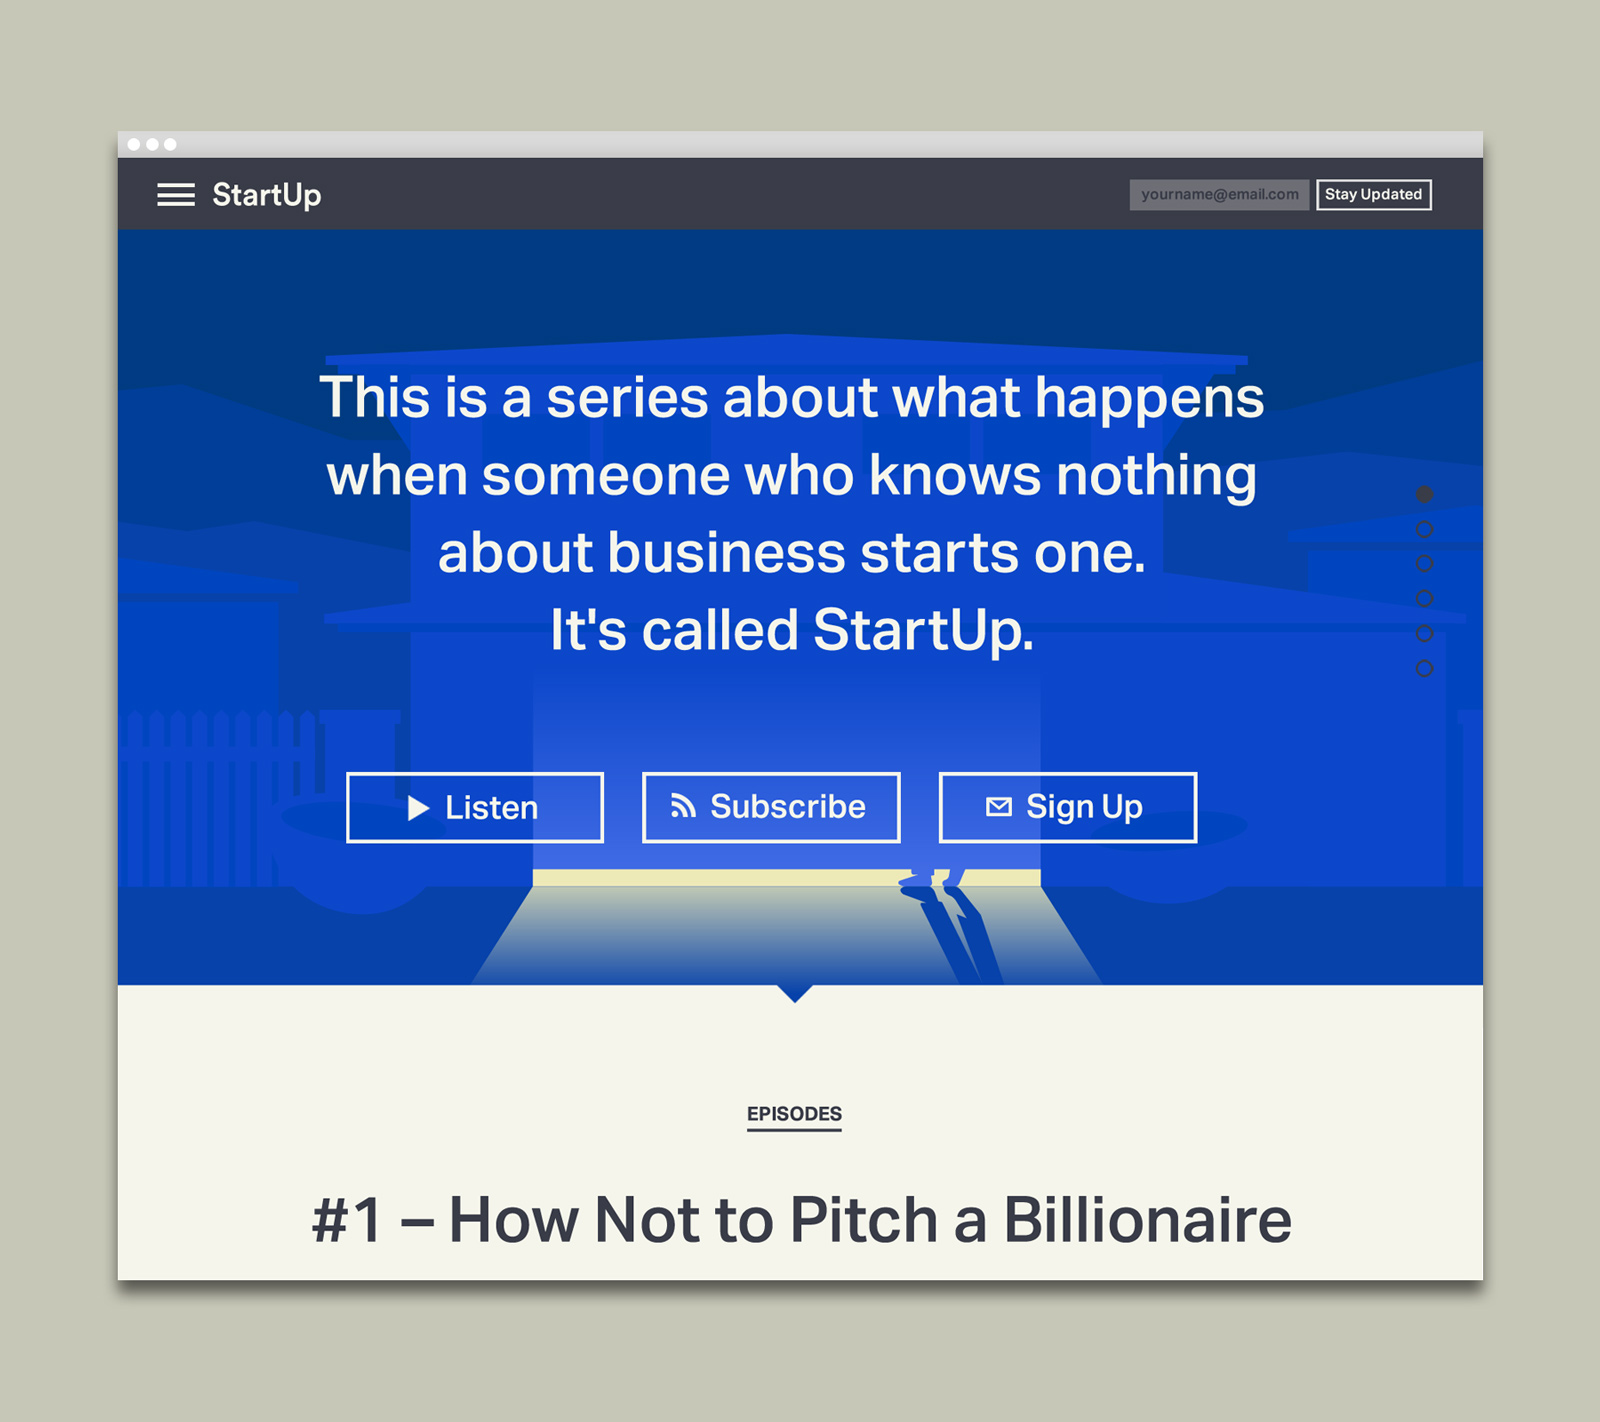 StartUp
yourname@email.com
Stay Updated
This is a series about what happens
when someone who knows nothing
about business starts one.
It's called StartUp.
Listen
Subscribe
Sign Up
EPISODES
#1 – How Not to Pitch a Billionaire